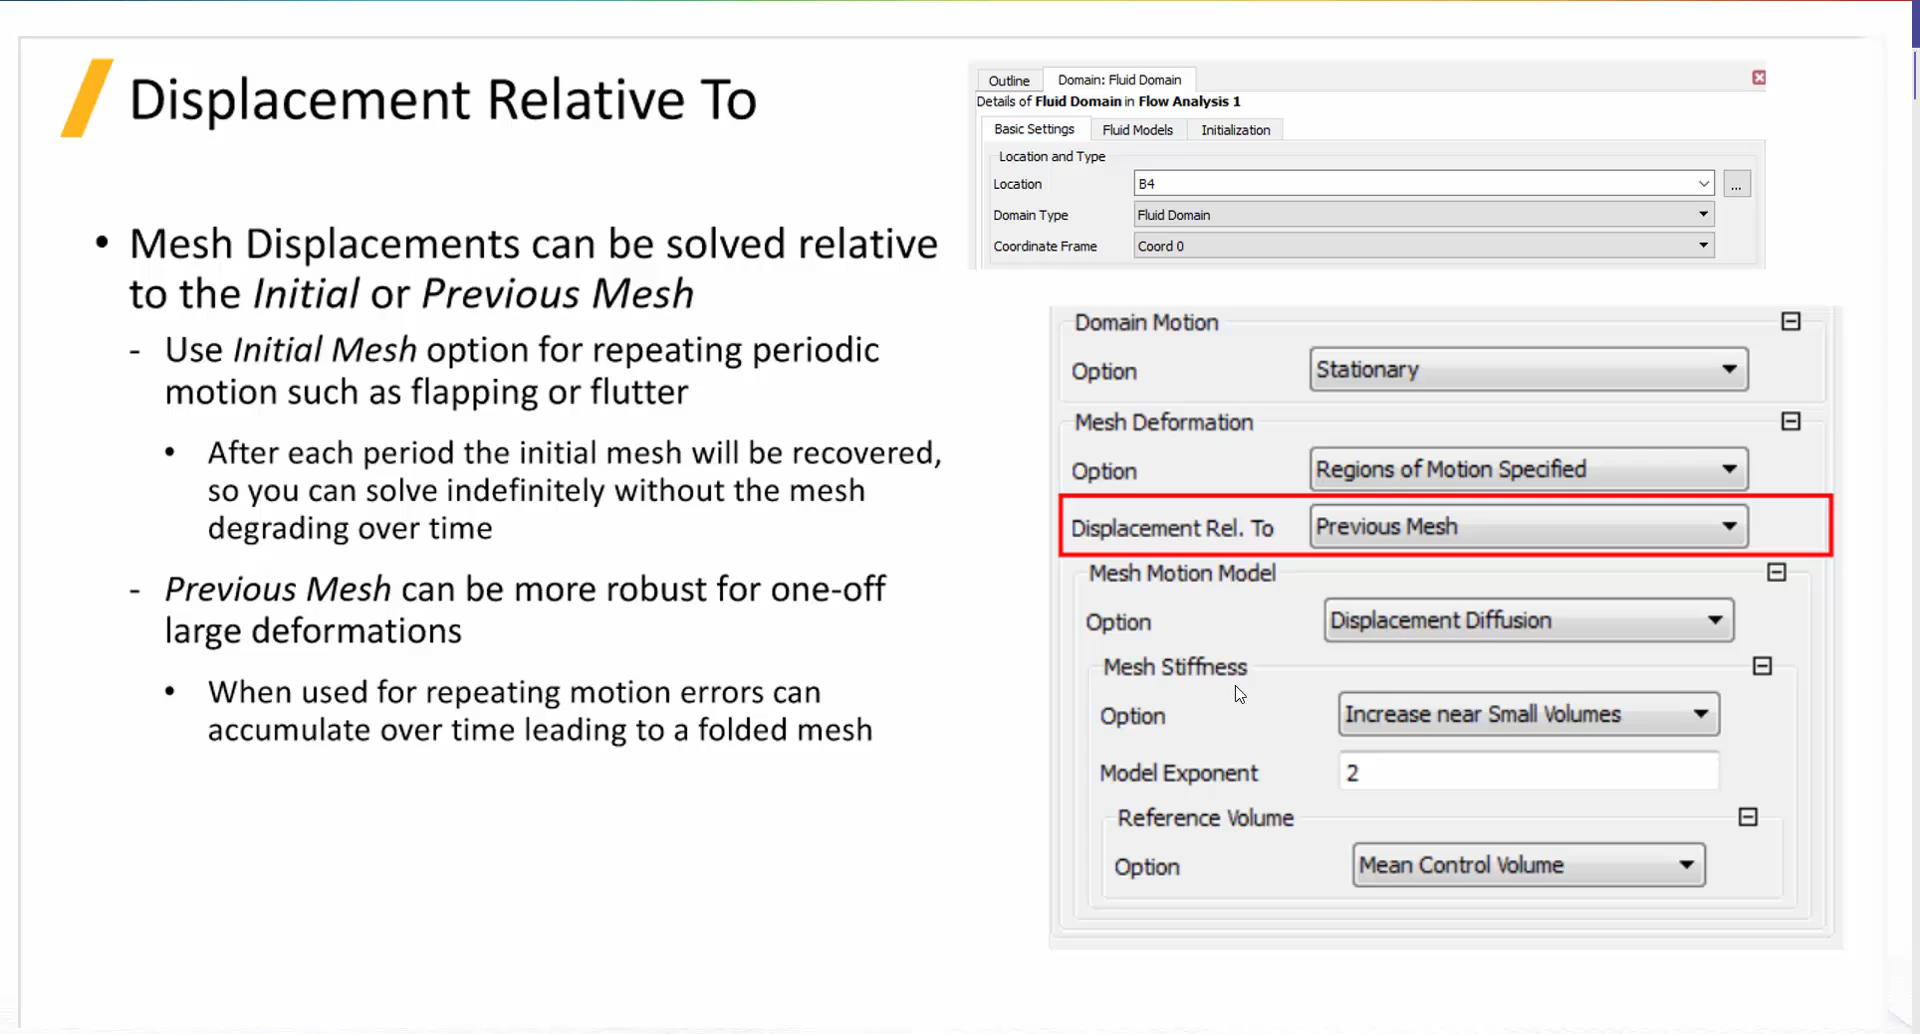 Displacement Relative To
• Mesh Displacements can be solved relative
to the Initial or Previous Mesh
- Use Initial Mesh option for repeating periodic
motion such as flapping or flutter
• After each period the initial mesh will be recovered,
so you can solve indefinitely without the mesh
degrading over time
- Previous Mesh can be more robust for one-off
large deformations
• When used for repeating motion errors can
accumulate over time leading to a folded mesh
Outline Domain: Fluid Domain
Details of Fluid Domain in Flow Analysis 1
Basic Settings Fluid Models Initialization
Location and Type
Location B4 ...
Domain Type Fluid Domain
Coordinate Frame Coord 0
Domain Motion
Option Stationary
Mesh Deformation
Option Regions of Motion Specified
Displacement Rel. To Previous Mesh
Mesh Motion Model
Option Displacement Diffusion
Mesh Stiffness
Option Increase near Small Volumes
Model Exponent 2
Reference Volume
Option Mean Control Volume